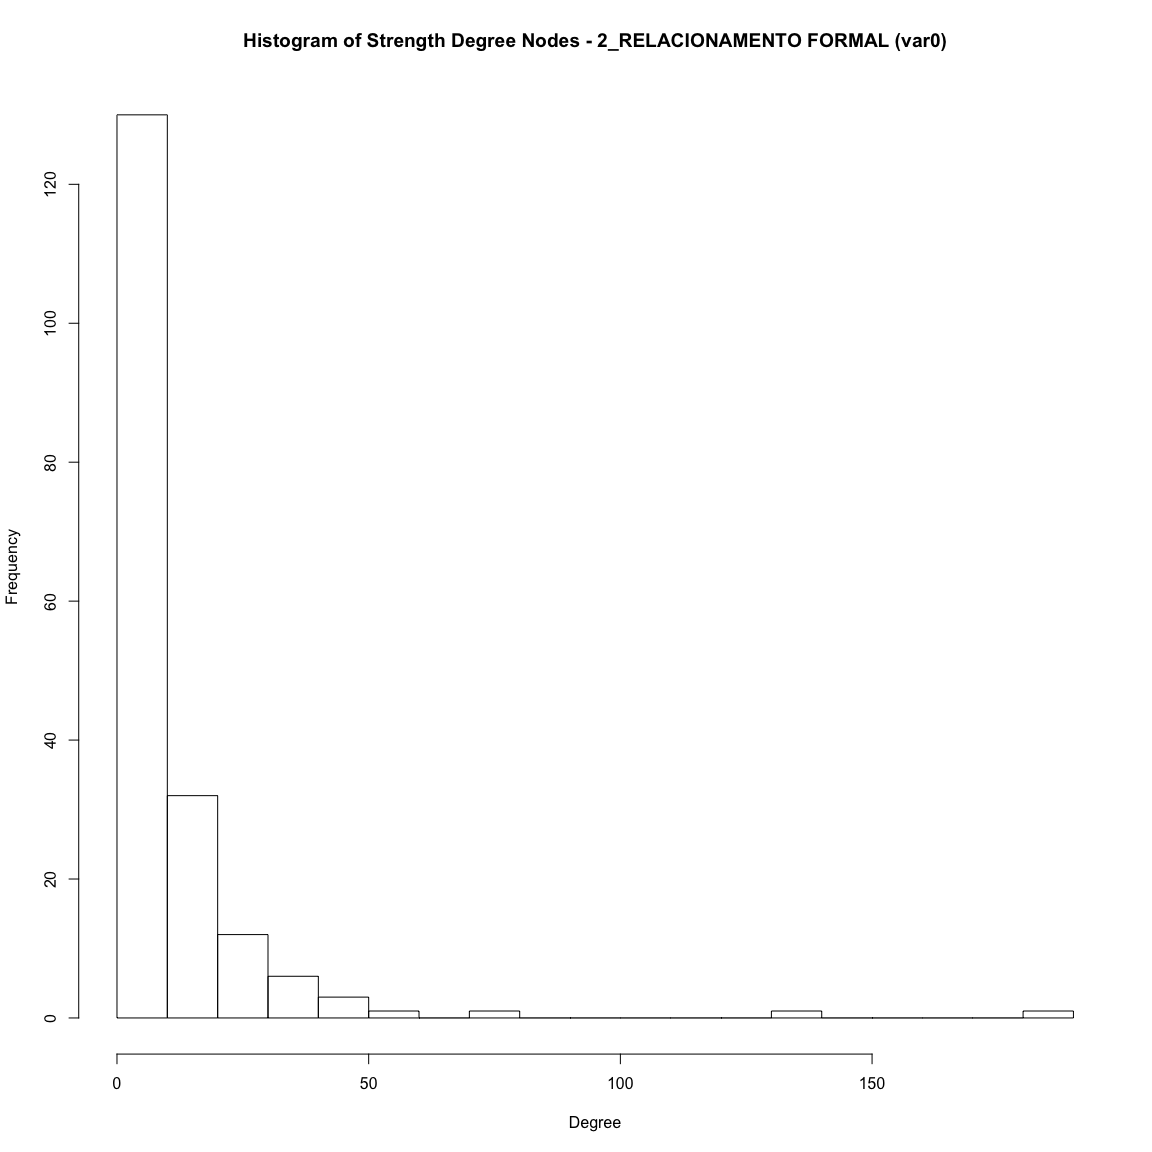 Histogram of Strength Degree Nodes - 2_RELACIONAMENTO FORMAL (var0)
Frequency
120
100
80
60
40
20
0
0 50 100 150
Degree